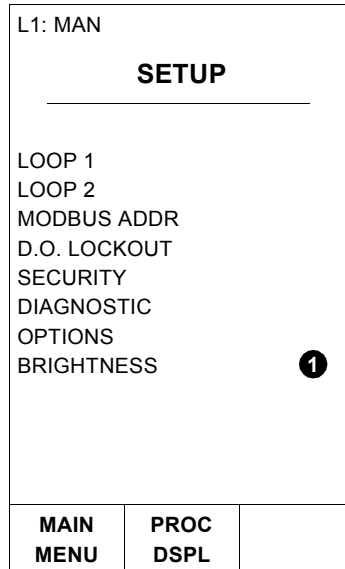 L1: MAN
SETUP
LOOP 1
LOOP 2
MODBUS ADDR
D.O. LOCKOUT
SECURITY
DIAGNOSTIC
OPTIONS
BRIGHTNESS 1
MAIN PROC
MENU DSPL